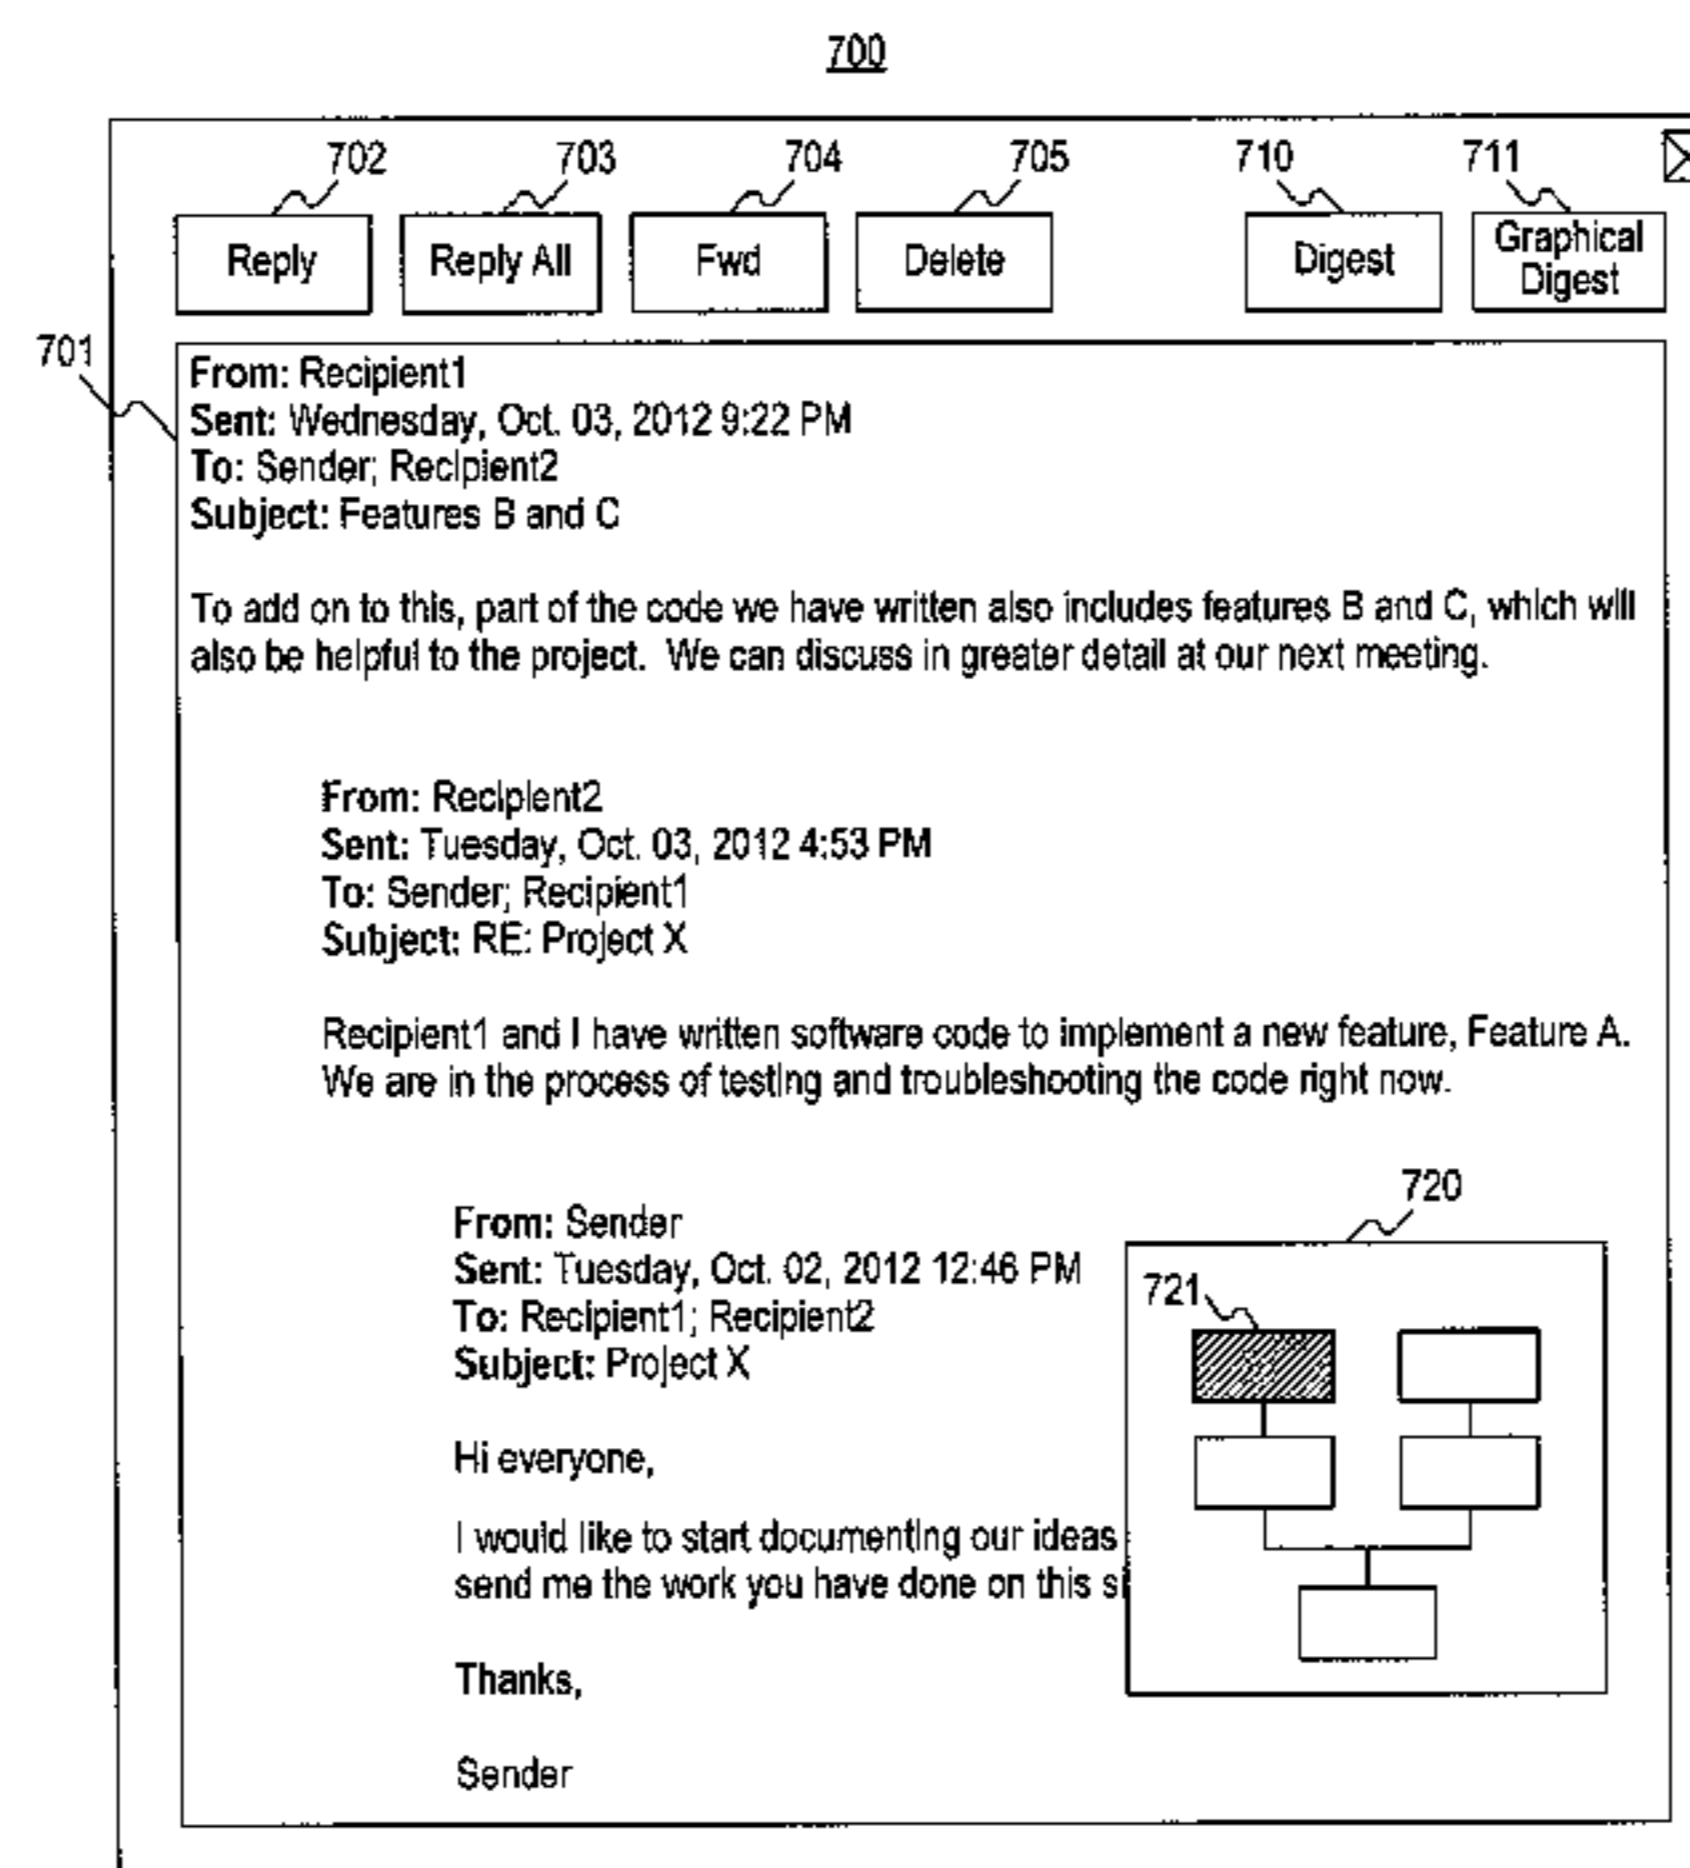 700
702 703 704 705 710 711
Reply Reply All Fwd Delete Digest Graphical Digest
701
From: Recipient1
Sent: Wednesday, Oct. 03, 2012 9:22 PM
To: Sender; Recipient2
Subject: Features B and C
To add on to this, part of the code we have written also includes features B and C, which will
also be helpful to the project. We can discuss in greater detail at our next meeting.
From: Recipient2
Sent: Tuesday, Oct. 03, 2012 4:53 PM
To: Sender; Recipient1
Subject: RE: Project X
Recipient1 and I have written software code to implement a new feature, Feature A.
We are in the process of testing and troubleshooting the code right now.
720
From: Sender
Sent: Tuesday, Oct. 02, 2012 12:46 PM
721
To: Recipient1; Recipient2
Subject: Project X
Hi everyone,
I would like to start documenting our ideas
send me the work you have done on this
Thanks,
Sender